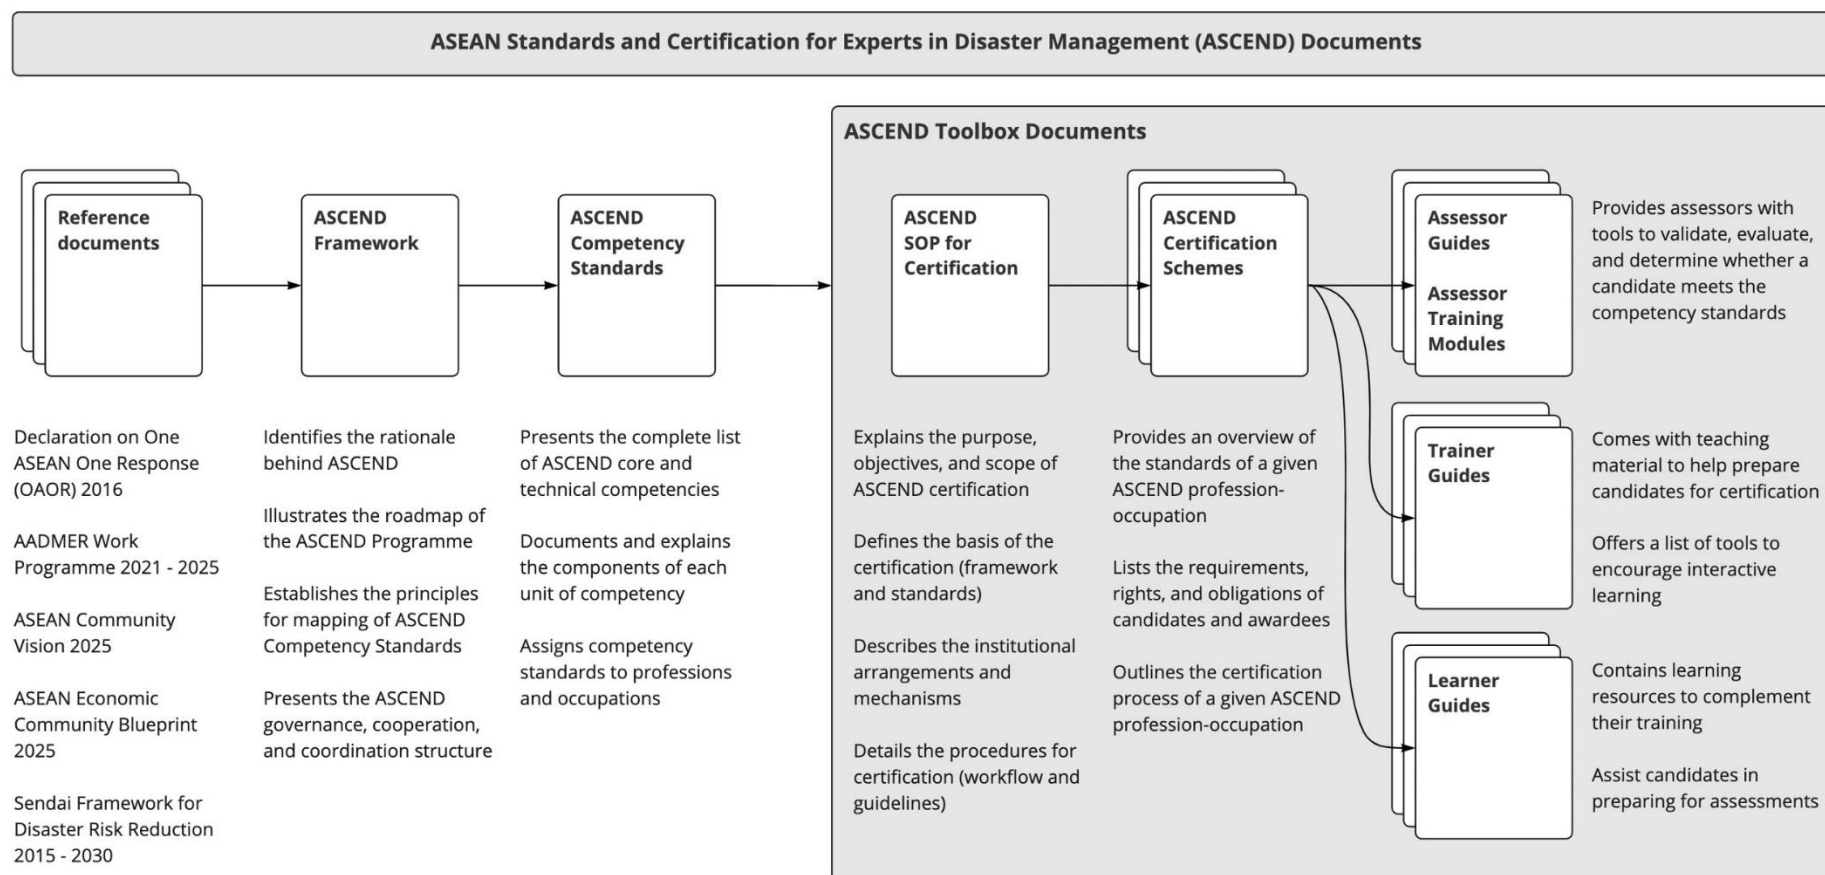 ASEAN Standards and Certification for Experts in Disaster Management (ASCEND) Documents
ASCEND Toolbox Documents
Reference
documents
ASCEND
Framework
ASCEND
Competency
Standards
ASCEND
SOP for
Certification
ASCEND
Certification
Schemes
Assessor
Guides
Assessor
Training
Modules
Provides assessors with
tools to validate, evaluate,
and determine whether a
candidate meets the
competency standards
Declaration on One
ASEAN One Response
(OAOR) 2016
AADMER Work
Programme 2021 - 2025
ASEAN Community
Vision 2025
ASEAN Economic
Community Blueprint
2025
Sendai Framework for
Disaster Risk Reduction
2015 - 2030
Identifies the rationale
behind ASCEND
Illustrates the roadmap of
the ASCEND Programme
Establishes the principles
for mapping of ASCEND
Competency Standards
Presents the ASCEND
governance, cooperation,
and coordination structure
Presents the complete list
of ASCEND core and
technical competencies
Documents and explains
the components of each
unit of competency
Assigns competency
standards to professions
and occupations
Explains the purpose,
objectives, and scope of
ASCEND certification
Defines the basis of the
certification (framework
and standards)
Describes the institutional
arrangements and
mechanisms
Details the procedures for
certification (workflow and
guidelines)
Provides an overview of
the standards of a given
ASCEND profession-
occupation
Lists the requirements,
rights, and obligations of
candidates and awardees
Outlines the certification
process of a given ASCEND
profession-occupation
Trainer
Guides
Comes with teaching
material to help prepare
candidates for certification
Offers a list of tools to
encourage interactive
learning
Learner
Guides
Contains learning
resources to complement
their training
Assist candidates in
preparing for assessments